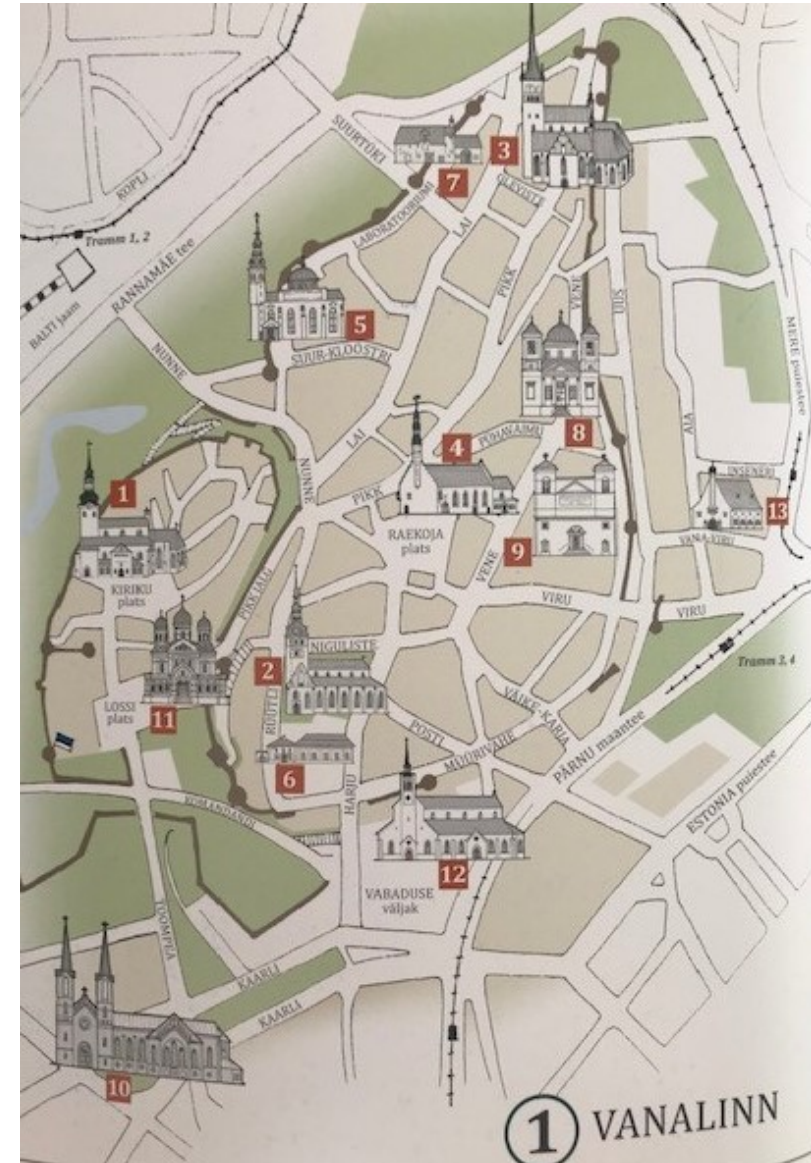 KOPLI
Tramm 1, 2
BALTI jaam
RANNAMÄE tee
SUURTÜKI
3
7
OLEVISTE
LABORATOORIUMI
LAI
PIKK
VENE
UUS
MERE puiestee
5
SUUR-KLOOSTRI
NUNNE
LAI
4
PÜHAVAIMU
8
AIA
1
NUNNE
PIKK
INSENERI
13
RAEKOJA
plats
9
VENE
VANA-VIRU
KIRIKU
plats
PIKK JALG
VIRU
VIRU
2
NIGULISTE
Tramm 3, 4
LOSSI
plats
11
RÜÜTLI
POSTI
VÄIKE-KARJA
MÜÜRIVAHE
PÄRNU maantee
6
HARJU
ESTONIA puiestee
KOMANDANDI
12
VABADUSE
väljak
TOOMPEA
KAARLI
KAARLI
10
1 VANALINN